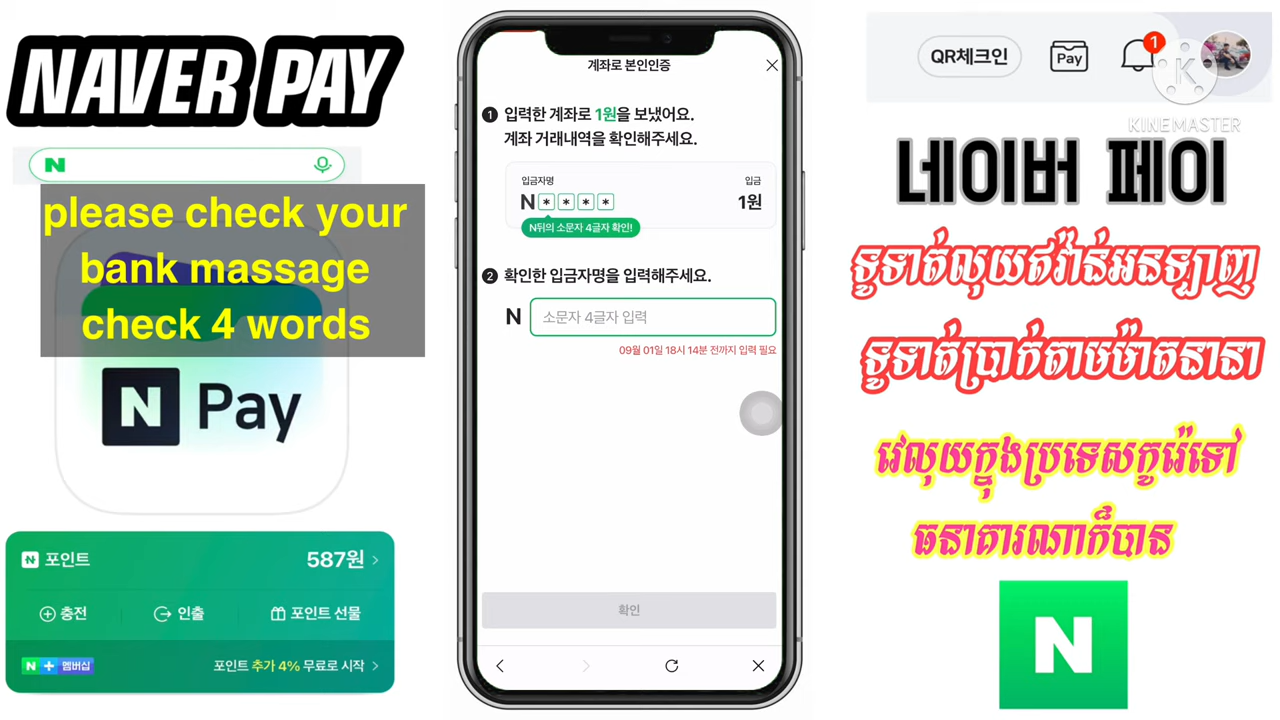 NAVER PAY
N
please check your
bank massage
check 4 words
N Pay
N 포인트
587원
충전
인출
포인트 선물
N + 멤버십
포인트 추가 4% 무료로 시작
계좌로 본인인증
1 입력한 계좌로 1원을 보냈어요.
계좌 거래내역을 확인해주세요.
입금자명
입금
N****
1원
N뒤의 소문자 4글자 확인!
2 확인한 입금자명을 입력해주세요.
N
소문자 4글자 입력
09월 01일 18시 14분 전까지 입력 필요
확인
QR체크인
Pay
1
K
KINEMASTER
네이버 페이
ទូទាត់លុយឥវ៉ាន់អនឡាញ
ទូទាត់ប្រាក់តាមម៉ាតនានា
វេលុយក្នុងប្រទេសកូរ៉េទៅ
ធនាគារណាក៏បាន
N